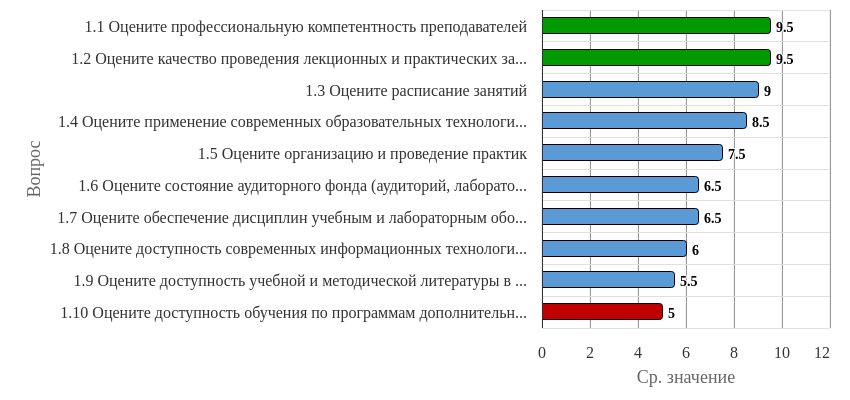 1.1 Оцените профессиональную компетентность преподавателей 9.5
1.2 Оцените качество проведения лекционных и практических за... 9.5
1.3 Оцените расписание занятий 9
1.4 Оцените применение современных образовательных технологи... 8.5
1.5 Оцените организацию и проведение практик 7.5
1.6 Оцените состояние аудиторного фонда (аудиторий, лаборато... 6.5
1.7 Оцените обеспечение дисциплин учебным и лабораторным обо... 6.5
1.8 Оцените доступность современных информационных технологи... 6
1.9 Оцените доступность учебной и методической литературы в ... 5.5
1.10 Оцените доступность обучения по программам дополнительн... 5
Вопрос
0 2 4 6 8 10 12
Ср. значение